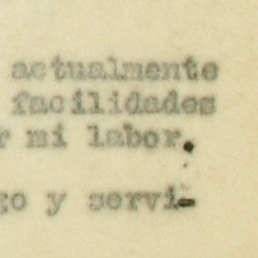 actualmente
facilidades
r mi labor.
go y servi-